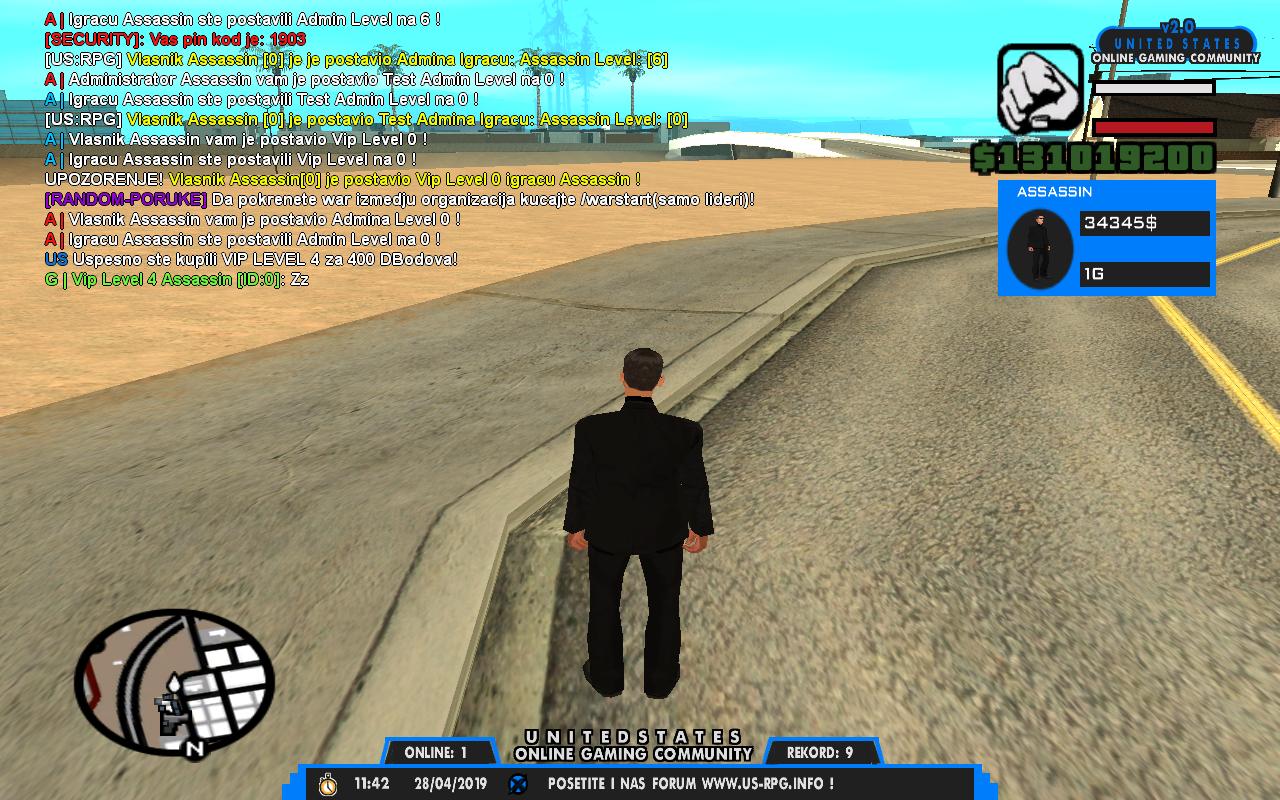 A | Igracu Assassin ste postavili Admin Level na 6 !
[SECURITY]: Vas pin kod je: 1903
[US:RPG] Vlasnik Assassin [0] je je postavio Admina Igracu: Assassin Level: [6]
A | Administrator Assassin vam je postavio Test Admin Level na 0 !
A | Igracu Assassin ste postavili Test Admin Level na 0 !
[US:RPG] Vlasnik Assassin [0] je postavio Test Admina Igracu: Assassin Level: [0]
A | Vlasnik Assassin vam je postavio Vip Level 0 !
A | Igracu Assassin ste postavili Vip Level na 0 !
UPOZORENJE! Vlasnik Assassin[0] je postavio Vip Level 0 igracu Assassin !
[RANDOM-PORUKE] Da pokrenete war izmedju organizacija kucajte /warstart(samo lideri)!
A | Vlasnik Assassin vam je postavio Admina Level 0 !
A | Igracu Assassin ste postavili Admin Level na 0 !
US Uspesno ste kupili VIP LEVEL 4 za 400 DBodova!
G | Vip Level 4 Assassin [ID:0]: Zz
v2.0
UNITED STATES
ONLINE GAMING COMMUNITY
$131019200
ASSASSIN
34345$
1G
N
UNITEDSTATES
ONLINE GAMING COMMUNITY
ONLINE: 1
REKORD: 9
11:42 28/04/2019 POSETITE I NAS FORUM WWW.US-RPG.INFO !